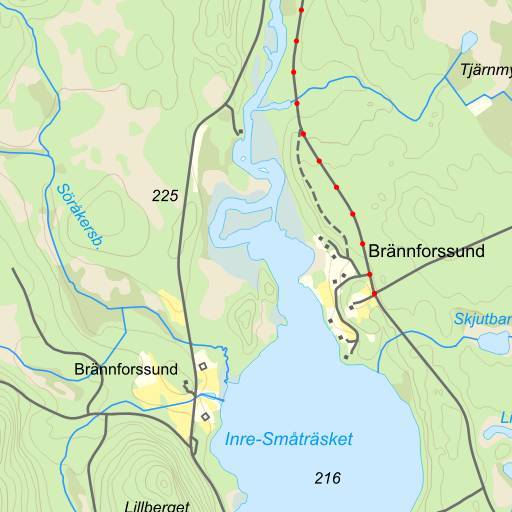 Tjärnmy
Söråkersb.
225
Brännforssund
Skjutbar
Brännforssund
Inre-Småträsket
216
Lillberget